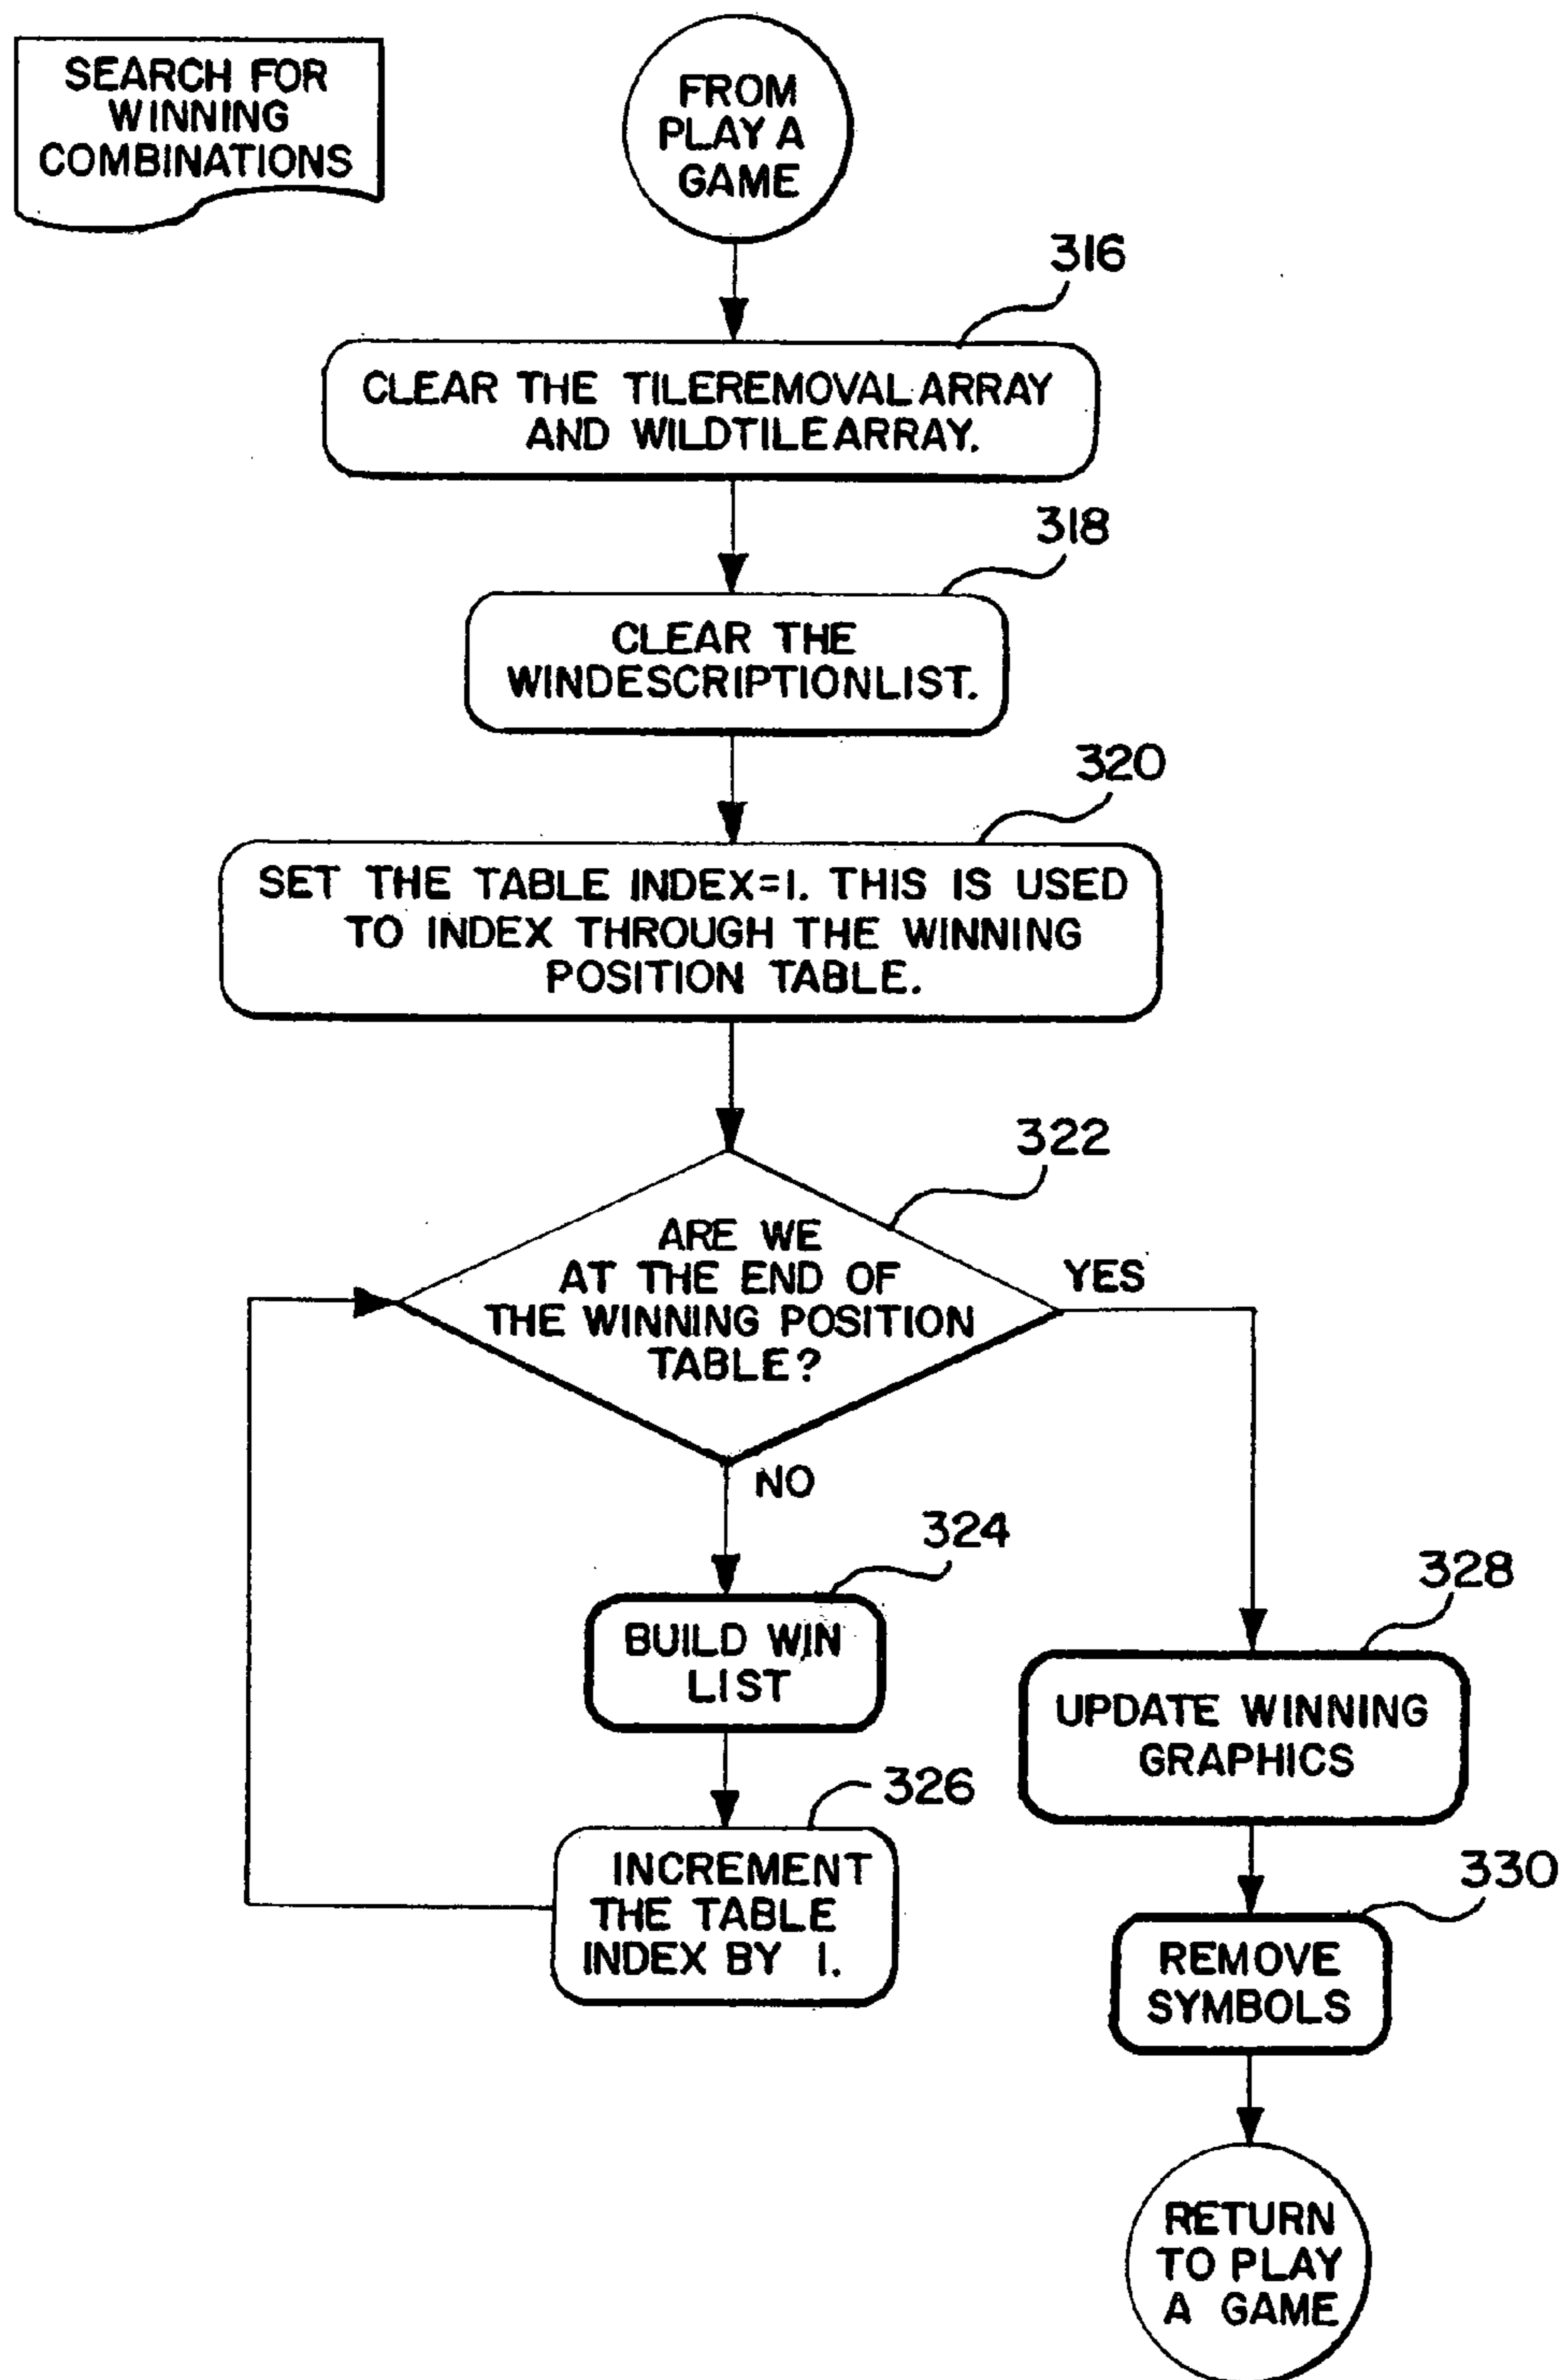 SEARCH FOR
WINNING
COMBINATIONS
FROM
PLAY A
GAME
316
CLEAR THE TILEREMOVALARRAY
AND WILDTILEARRAY.
318
CLEAR THE
WINDESCRIPTIONLIST.
320
SET THE TABLE INDEX=1. THIS IS USED
TO INDEX THROUGH THE WINNING
POSITION TABLE.
322
ARE WE
AT THE END OF
THE WINNING POSITION
TABLE?
YES
NO
324
BUILD WIN
LIST
326
INCREMENT
THE TABLE
INDEX BY 1.
328
UPDATE WINNING
GRAPHICS
330
REMOVE
SYMBOLS
RETURN
TO PLAY
A GAME